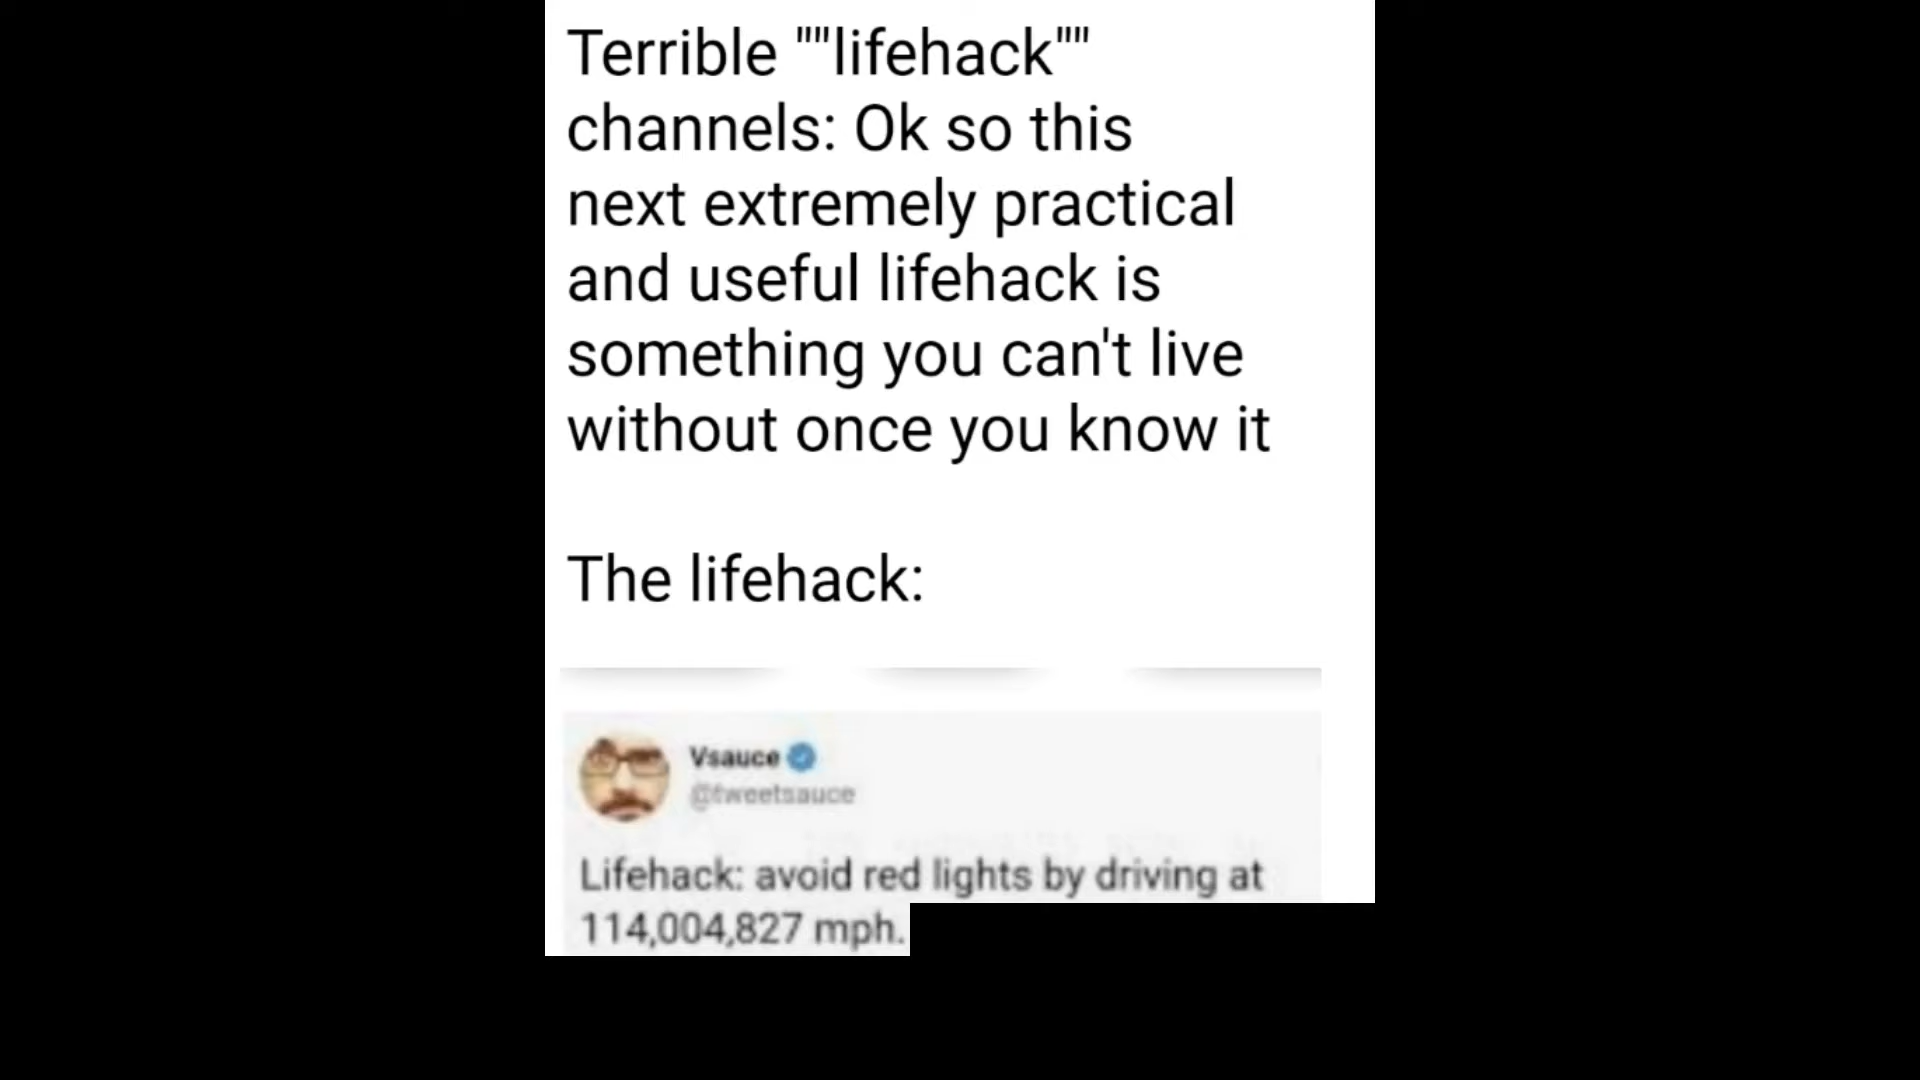 Terrible ""lifehack""
channels: Ok so this
next extremely practical
and useful lifehack is
something you can't live
without once you know it
The lifehack:
Vsauce
@tweetsauce
Lifehack: avoid red lights by driving at
114,004,827 mph.